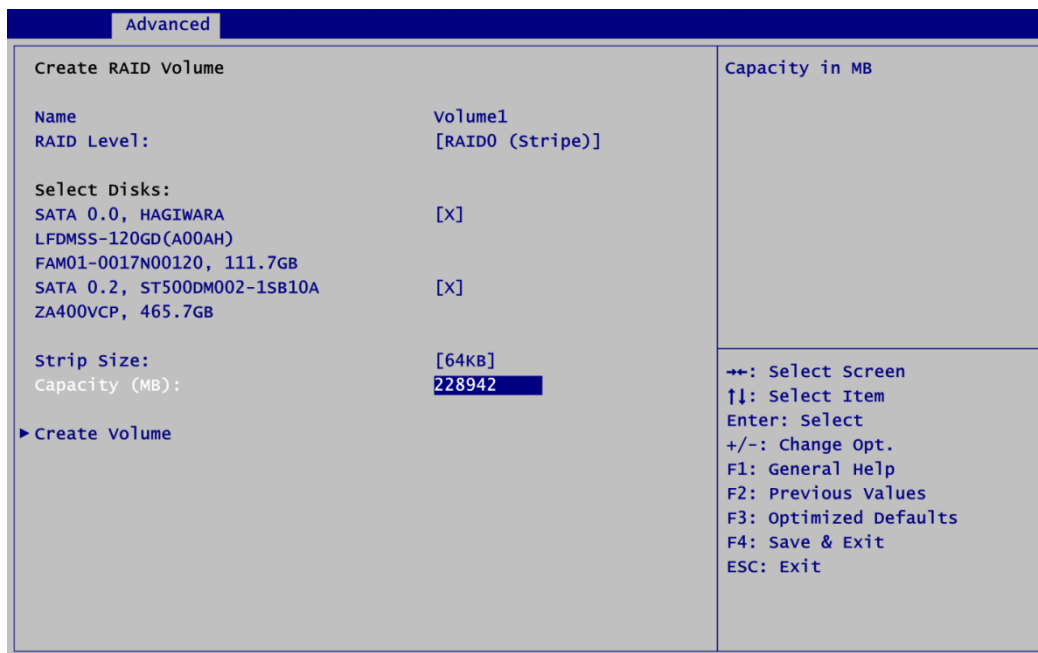 Advanced
Create RAID Volume
Name Volume1
RAID Level: [RAID0 (Stripe)]
Select Disks:
SATA 0.0, HAGIWARA [X]
LFDMSS-120GD(A00AH)
FAM01-0017N00120, 111.7GB
SATA 0.2, ST500DM002-1SB10A [X]
ZA400VCP, 465.7GB
Strip Size: [64KB]
Capacity (MB): 228942
►Create Volume
Capacity in MB
→←: Select Screen
↑↓: Select Item
Enter: Select
+/-: Change Opt.
F1: General Help
F2: Previous Values
F3: Optimized Defaults
F4: Save & Exit
ESC: Exit